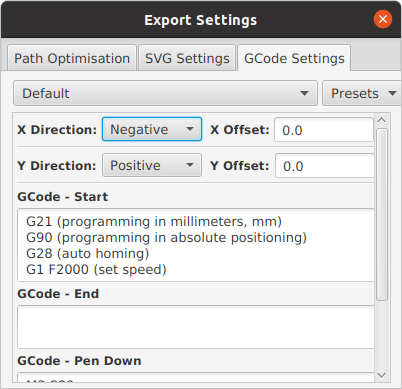 Export Settings
Path Optimisation SVG Settings GCode Settings
Default Presets
X Direction: Negative X Offset: 0.0
Y Direction: Positive Y Offset: 0.0
GCode - Start
G21 (programming in millimeters, mm)
G90 (programming in absolute positioning)
G28 (auto homing)
G1 F2000 (set speed)
GCode - End
GCode - Pen Down